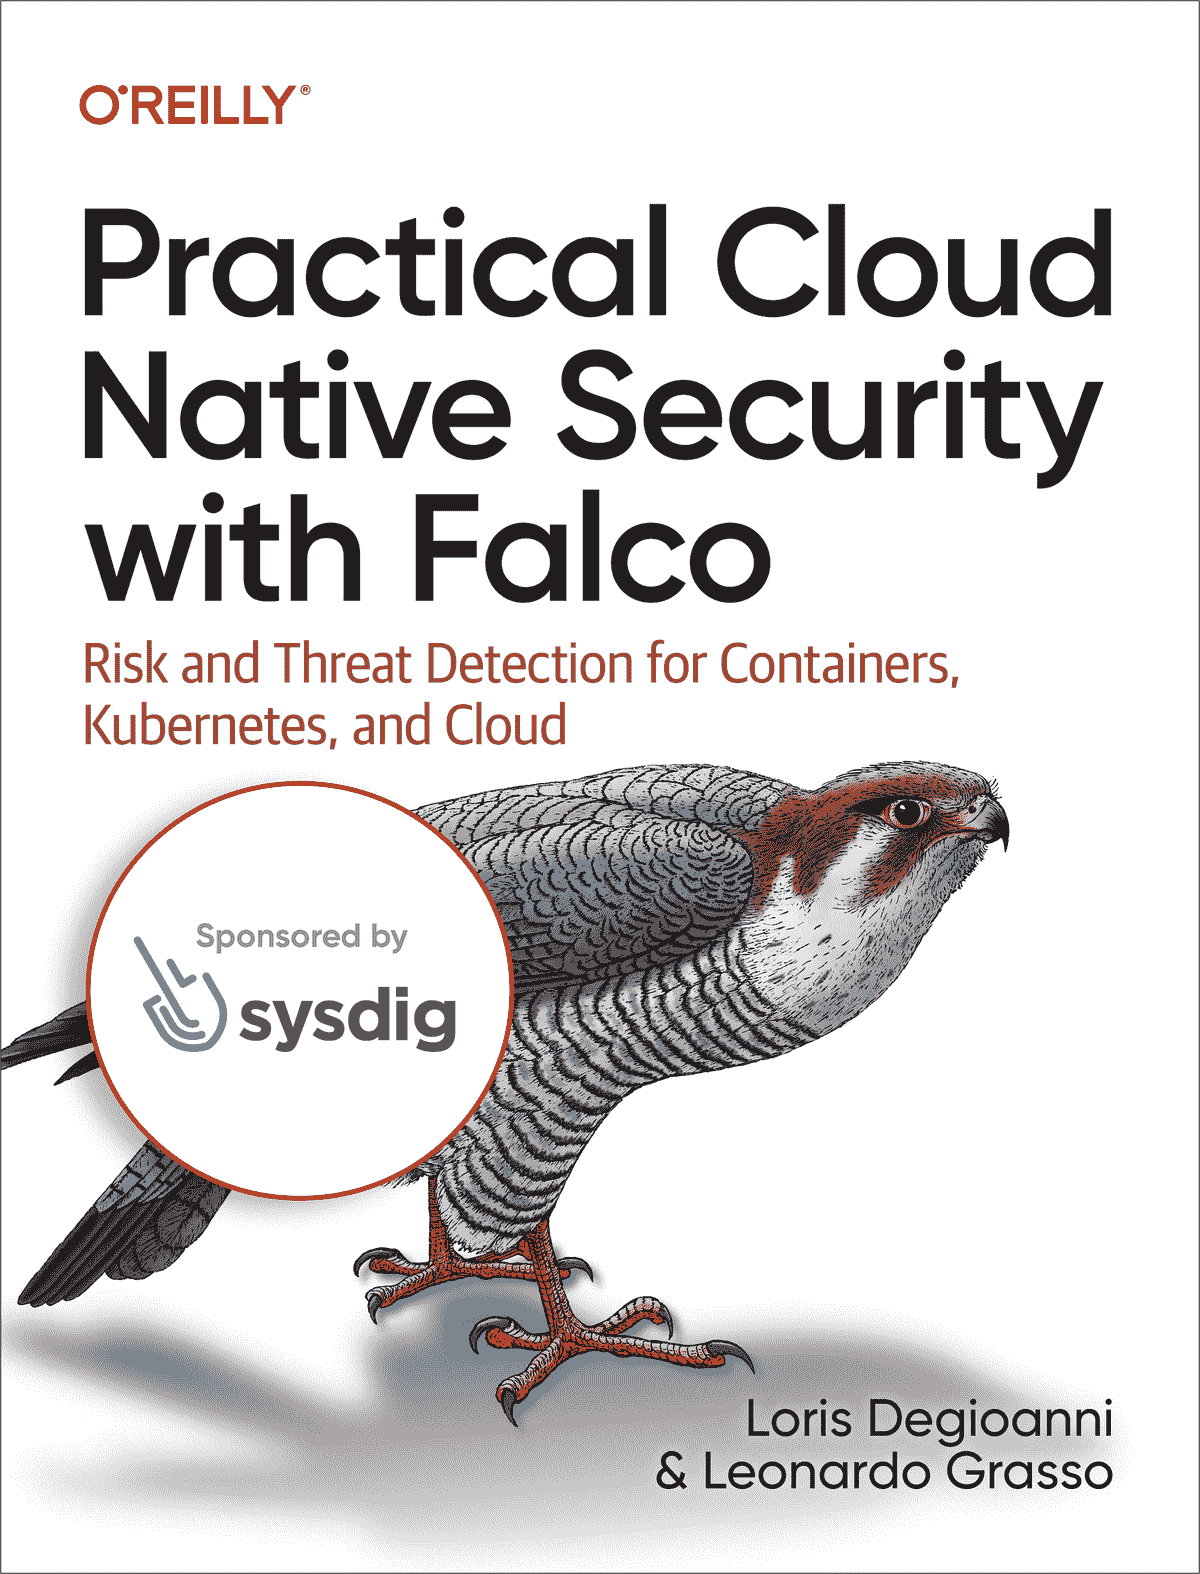 O'REILLY®
Practical Cloud
Native Security
with Falco
Risk and Threat Detection for Containers,
Kubernetes, and Cloud
Sponsored by
sysdig
Loris Degioanni
& Leonardo Grasso